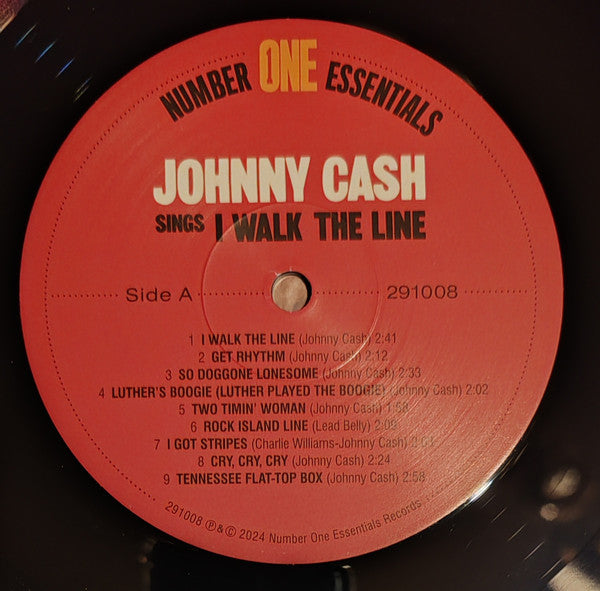 NUMBER ONE ESSENTIALS
JOHNNY CASH
SINGS I WALK THE LINE
Side A 291008
1 I WALK THE LINE (Johnny Cash) 2:41
2 GET RHYTHM (Johnny Cash) 2:12
3 SO DOGGONE LONESOME (Johnny Cash) 2:33
4 LUTHER'S BOOGIE (LUTHER PLAYED THE BOOGIE) (Johnny Cash) 2:02
5 TWO TIMIN' WOMAN (Johnny Cash) 1:58
6 ROCK ISLAND LINE (Lead Belly) 2:09
7 I GOT STRIPES (Charlie Williams-Johnny Cash)
8 CRY, CRY, CRY (Johnny Cash) 2:24
9 TENNESSEE FLAT-TOP BOX (Johnny Cash) 2:58
291008 ℗&© 2024 Number One Essentials Records